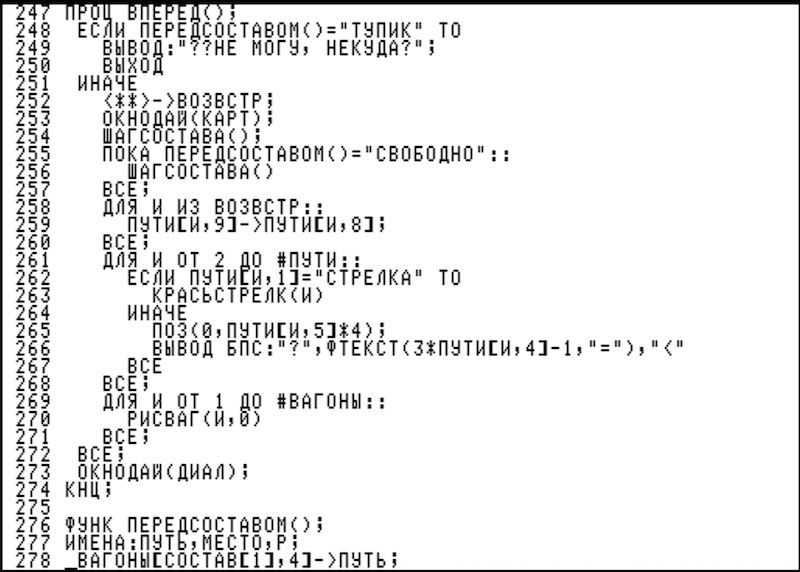 247 ПРОЦ ВПЕРЕД();
248  ЕСЛИ ПЕРЕДСОСТАВОМ()="ТУПИК" ТО
249    ВЫВОД:"??НЕ МОГУ, НЕКУДА?";
250    ВЫХОД
251  ИНАЧЕ
252    <**>->ВОЗВСТР;
253    ОКНОДАЙ(КАРТ);
254    ШАГСОСТАВА();
255    ПОКА ПЕРЕДСОСТАВОМ()="СВОБОДНО"::
256      ШАГСОСТАВА()
257    ВСЕ;
258    ДЛЯ И ИЗ ВОЗВСТР::
259      ПУТИ[И,9]->ПУТИ[И,8];
260    ВСЕ;
261    ДЛЯ И ОТ 2 ДО #ПУТИ::
262      ЕСЛИ ПУТИ[И,1]="СТРЕЛКА" ТО
263        КРАСЬСТРЕЛК(И)
264      ИНАЧЕ
265        ПОЗ(0,ПУТИ[И,5]*4);
266        ВЫВОД БПС:"?",ФТЕКСТ(3*ПУТИ[И,4]-1,"="),"<"
267      ВСЕ
268    ВСЕ;
269    ДЛЯ И ОТ 1 ДО #ВАГОНЫ::
270      РИСВАГ(И,0)
271    ВСЕ;
272  ВСЕ;
273  ОКНОДАЙ(ДИАЛ);
274 КНЦ;
275
276 ФУНК ПЕРЕДСОСТАВОМ();
277 ИМЕНА:ПУТЬ,МЕСТО,Р;
278 _ВАГОНЫ[СОСТАВ[1],4]->ПУТЬ;